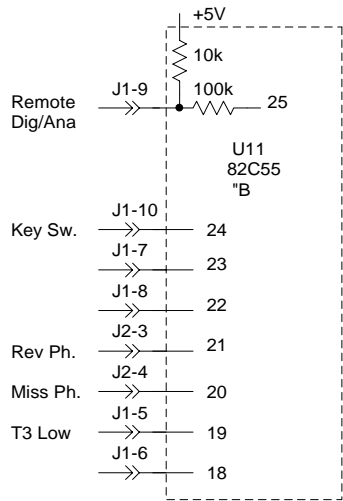 +5V
10k
J1-9
100k
Remote
Dig/Ana
25
U11
82C55
"B
J1-10
Key Sw.
24
J1-7
23
J1-8
22
J2-3
Rev Ph.
21
J2-4
Miss Ph.
20
J1-5
T3 Low
19
J1-6
18